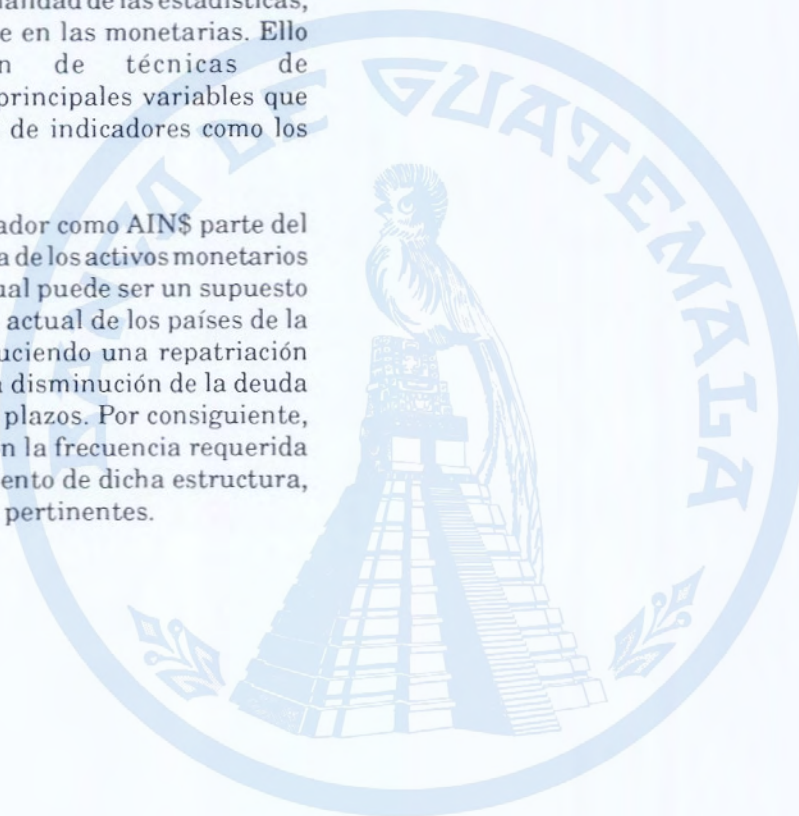 de las estadísticas,
e en las monetarias. Ello
n de técnicas de
principales variables que
de indicadores como los
ador como AIN$ parte del
a de los activos monetarios
ual puede ser un supuesto
actual de los países de la
uciendo una repatriación
a disminución de la deuda
plazos. Por consiguiente,
n la frecuencia requerida
ento de dicha estructura,
pertinentes.
BANCO DE GUATEMALA